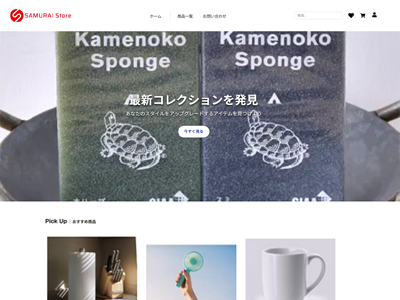 SAMURAI Store
ホーム
商品一覧
お問い合わせ
Kamenoko
Sponge
Kamenoko
Sponge
最新コレクションを発見
あなたのスタイルをアップグレードするアイテムを見つけよう
今すぐ見る
Pick Up
おすすめ商品